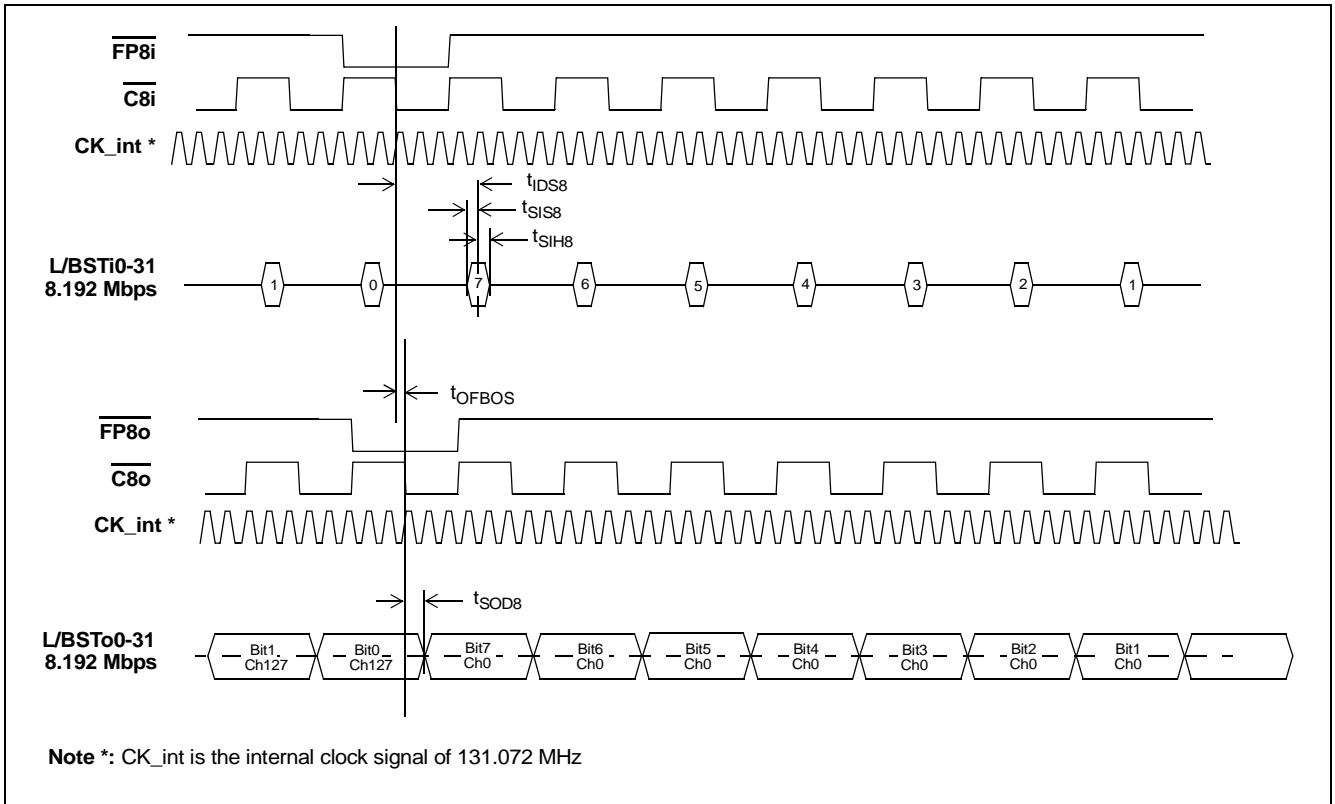 FP8i
C8i
CK_int *
tIDS8
tSIS8
tSIH8
L/BSTi0-31
8.192 Mbps
1 0 7 6 5 4 3 2 1
tOFBOS
FP8o
C8o
CK_int *
tSOD8
L/BSTo0-31
8.192 Mbps
Bit1 Bit0 Bit7 Bit6 Bit5 Bit4 Bit3 Bit2 Bit1
Ch127 Ch127 Ch0 Ch0 Ch0 Ch0 Ch0 Ch0 Ch0
Note *: CK_int is the internal clock signal of 131.072 MHz